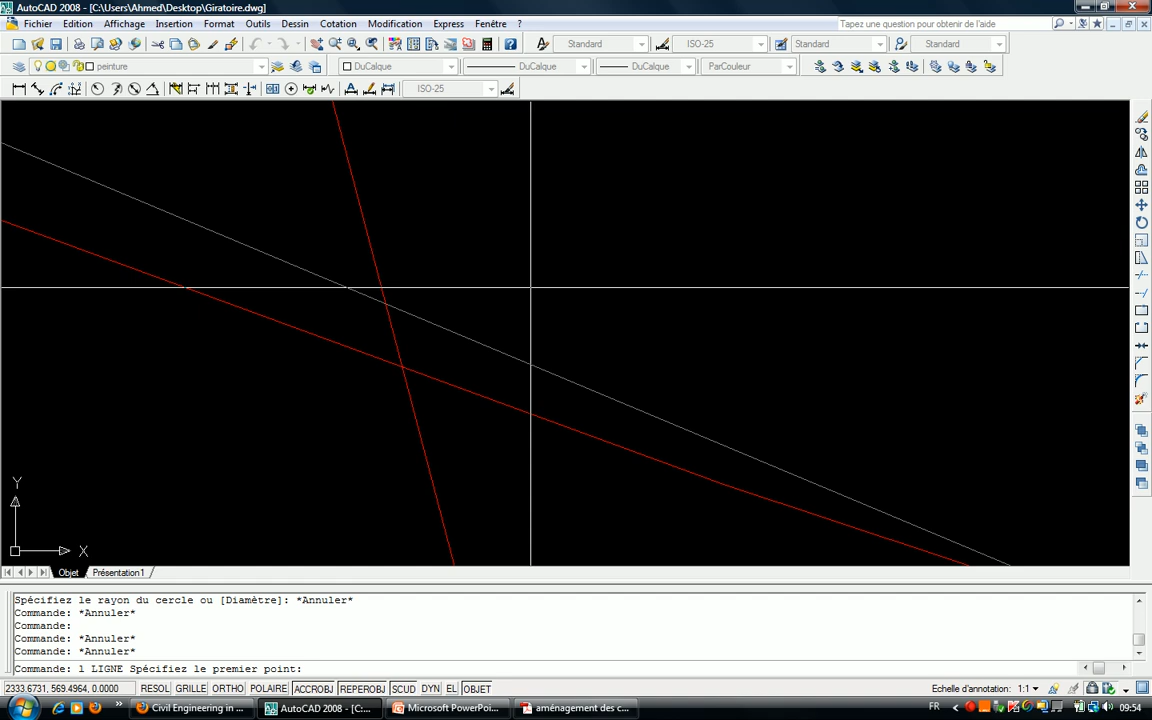 AutoCAD 2008 - [C:\Users\Ahmed\Desktop\Giratoire.dwg]
Fichier Edition Affichage Insertion Format Outils Dessin Cotation Modification Express Fenêtre ? Tapez une question pour obtenir de l'aide
Standard ISO-25 Standard Standard
peinture DuCalque DuCalque DuCalque ParCouleur
ISO-25
Y
X
Objet Présentation1
Spécifiez le rayon du cercle ou [Diamètre]: *Annuler*
Commande: *Annuler*
Commande:
Commande: *Annuler*
Commande: *Annuler*
Commande: l LIGNE Spécifiez le premier point:
2333.6731, 569.4964, 0.0000 RESOL GRILLE ORTHO POLAIRE ACCROBJ REPEROBJ SCUD DYN EL OBJET Echelle d'annotation: 1:1
Civil Engineering in ... AutoCAD 2008 - [C:... Microsoft PowerPoi... aménagement des c... FR 09:54